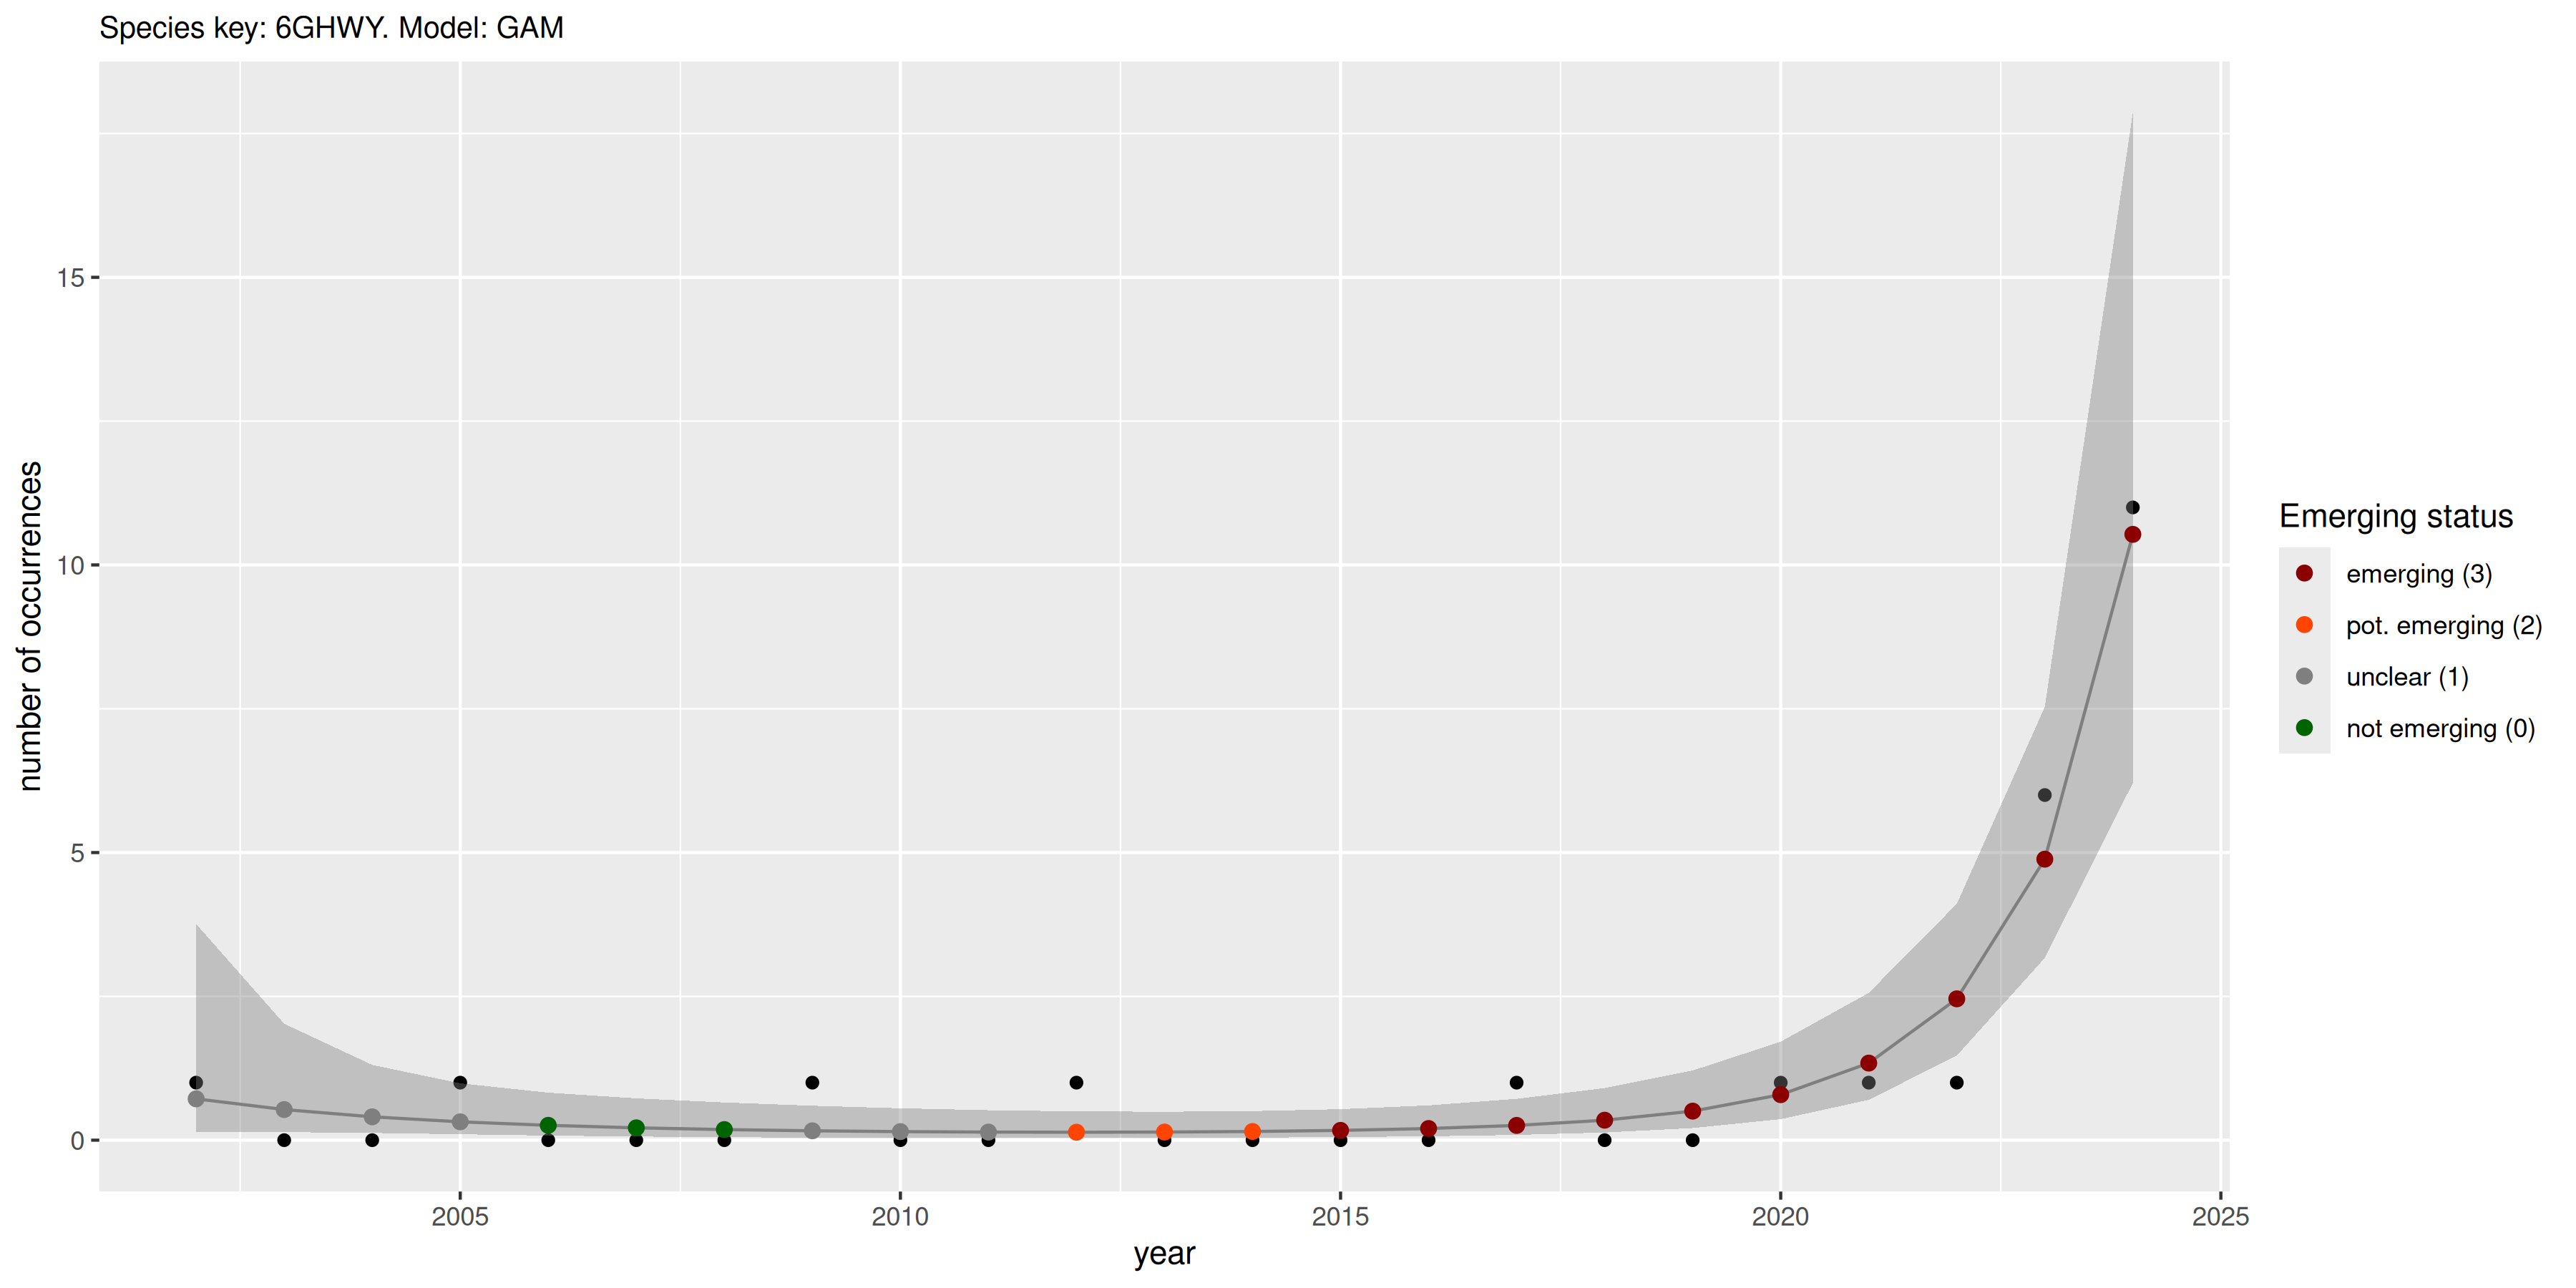 Species key: 6GHWY. Model: GAM
number of occurrences
15
10
5
0
2005
2010
2015
2020
2025
year
Emerging status
emerging (3)
pot. emerging (2)
unclear (1)
not emerging (0)